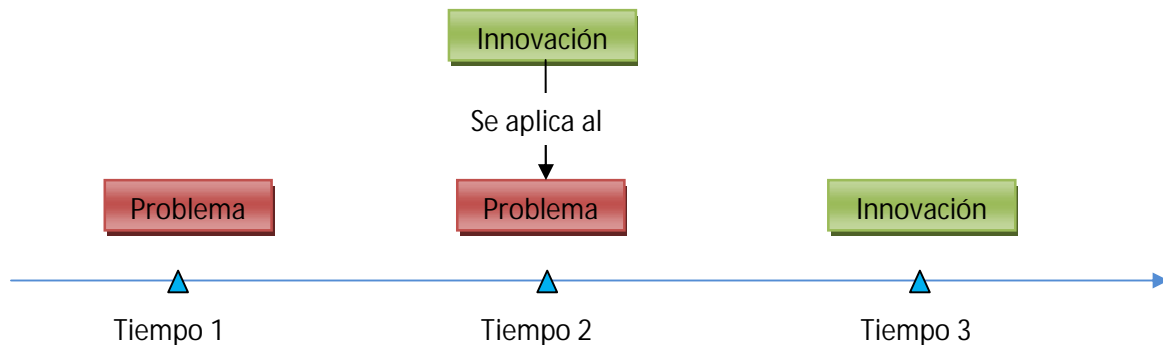 Innovación
Se aplica al
Problema
Problema
Innovación
Tiempo 1
Tiempo 2
Tiempo 3